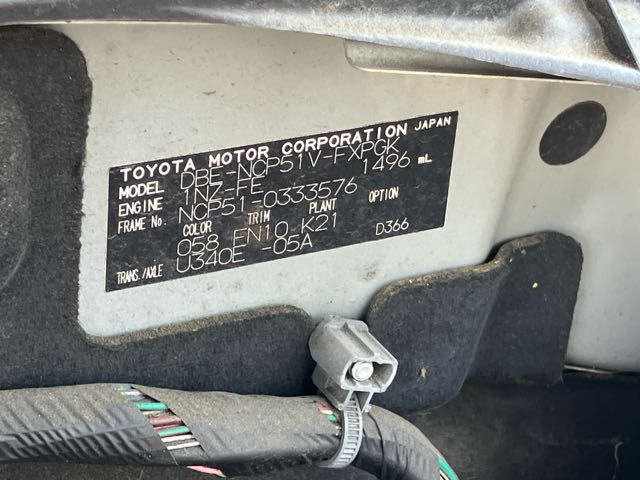 TOYOTA MOTOR CORPORATION JAPAN
MODEL DBE-NCP51V-FXPGK
ENGINE 1NZ-FE 1496 mL
FRAME No. NCP51-0333576
COLOR TRIM PLANT OPTION
058 EN10 K21 D366
TRANS./AXLE U340E -05A